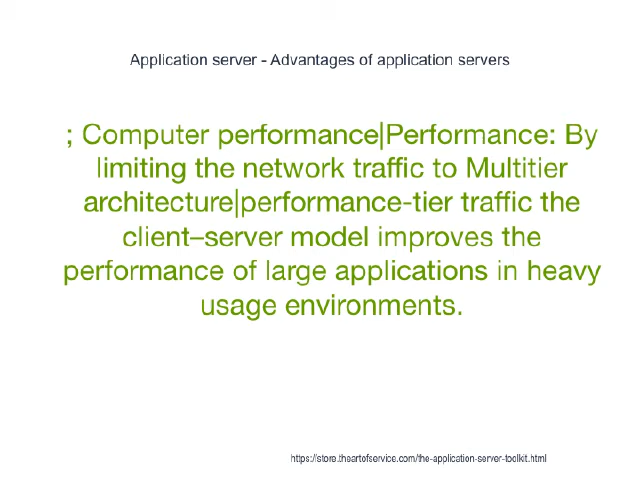 Application server - Advantages of application servers
; Computer performance|Performance: By
limiting the network traffic to Multitier
architecture|performance-tier traffic the
client–server model improves the
performance of large applications in heavy
usage environments.
https://store.theartofservice.com/the-application-server-toolkit.html